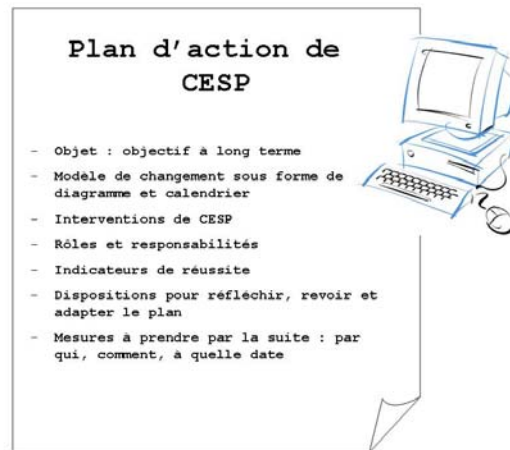 Plan d'action de
CESP
- Objet : objectif à long terme
- Modèle de changement sous forme de
diagramme et calendrier
- Interventions de CESP
- Rôles et responsabilités
- Indicateurs de réussite
- Dispositions pour réfléchir, revoir et
adapter le plan
- Mesures à prendre par la suite : par
qui, comment, à quelle date